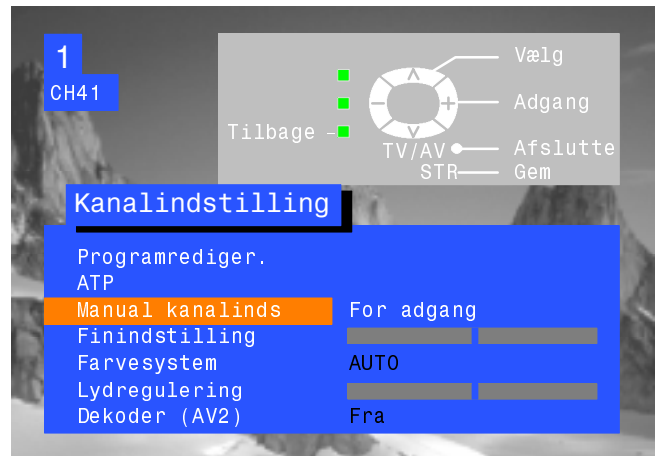 1
CH41
Vælg
Adgang
Tilbage
TV/AV Afslutte
STR Gem
Kanalindstilling
Programrediger.
ATP
Manual kanalinds For adgang
Finindstilling
Farvesystem AUTO
Lydregulering
Dekoder (AV2) Fra